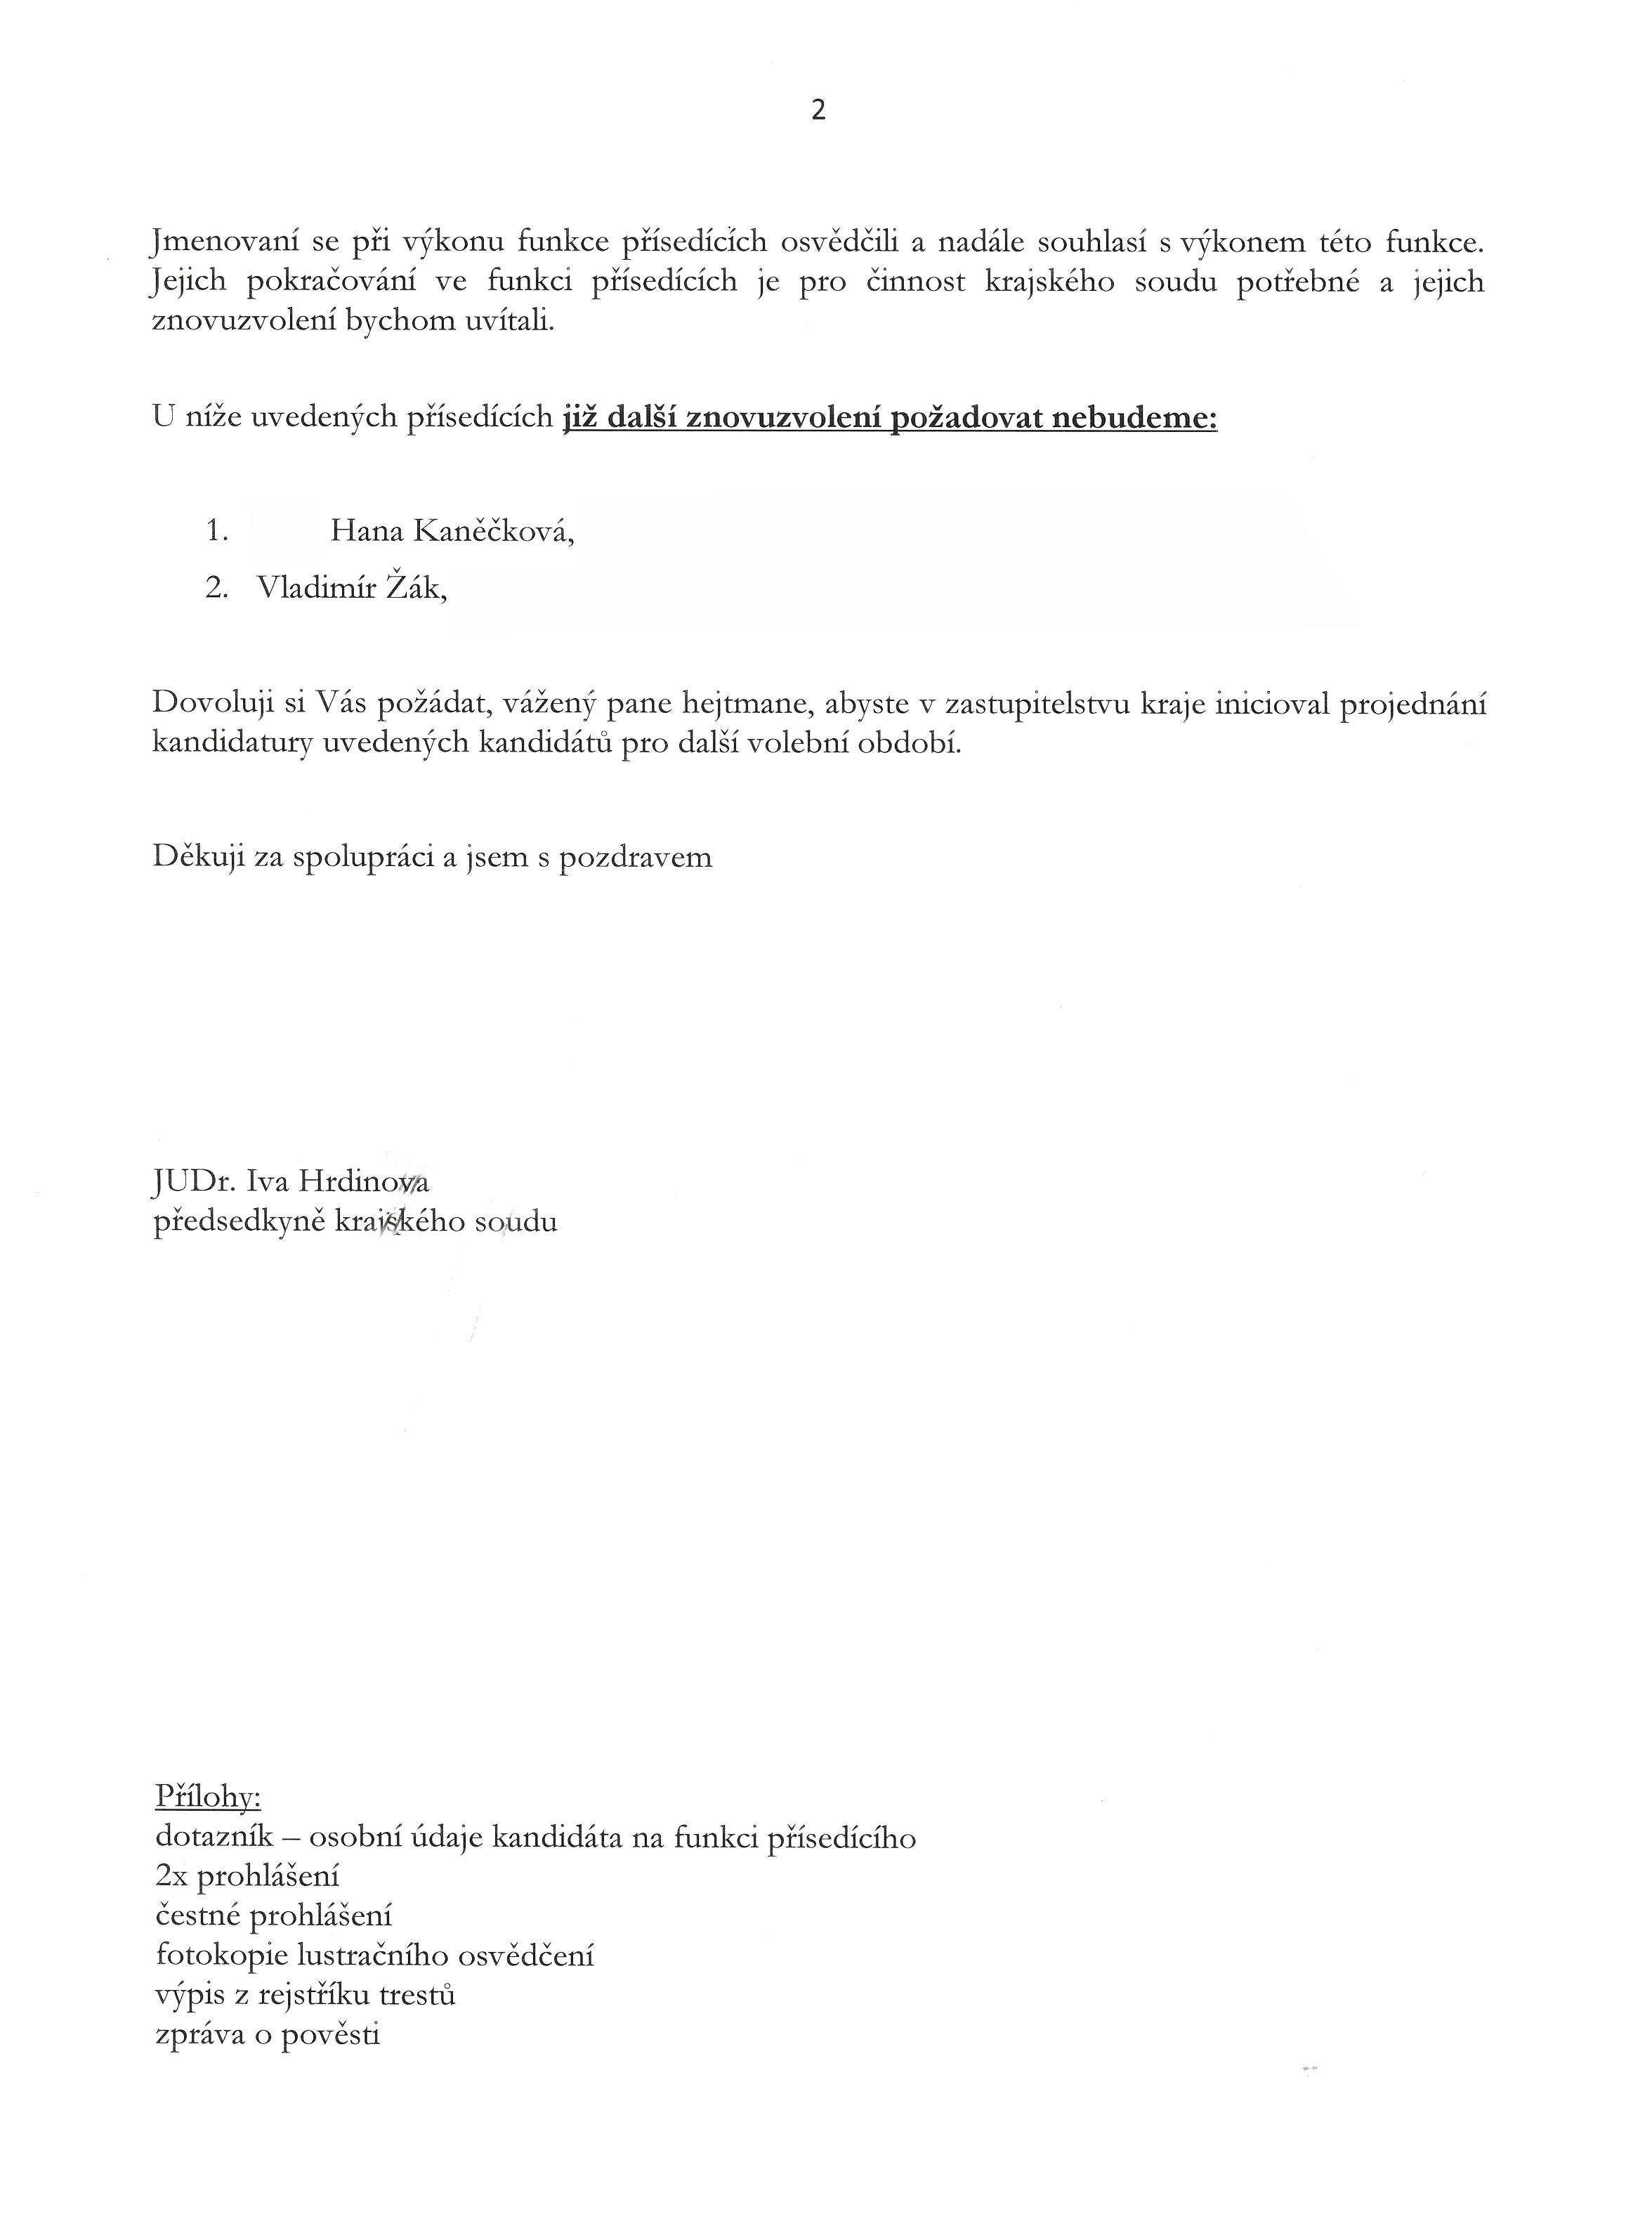 2
Jmenovaní se při výkonu funkce přísedících osvědčili a nadále souhlasí s výkonem této funkce.
Jejich pokračování ve funkci přísedících je pro činnost krajského soudu potřebné a jejich
znovuzvolení bychom uvítali.
U níže uvedených přísedících již další znovuzvolení požadovat nebudeme:
1. Hana Kaněčková,
2. Vladimír Žák,
Dovoluji si Vás požádat, vážený pane hejtmane, abyste v zastupitelstvu kraje inicioval projednání
kandidatury uvedených kandidátů pro další volební období.
Děkuji za spolupráci a jsem s pozdravem
JUDr. Iva Hrdinova
předsedkyně krajského soudu
Přílohy:
dotazník – osobní údaje kandidáta na funkci přísedícího
2x prohlášení
čestné prohlášení
fotokopie lustračního osvědčení
výpis z rejstříku trestů
zpráva o pověsti